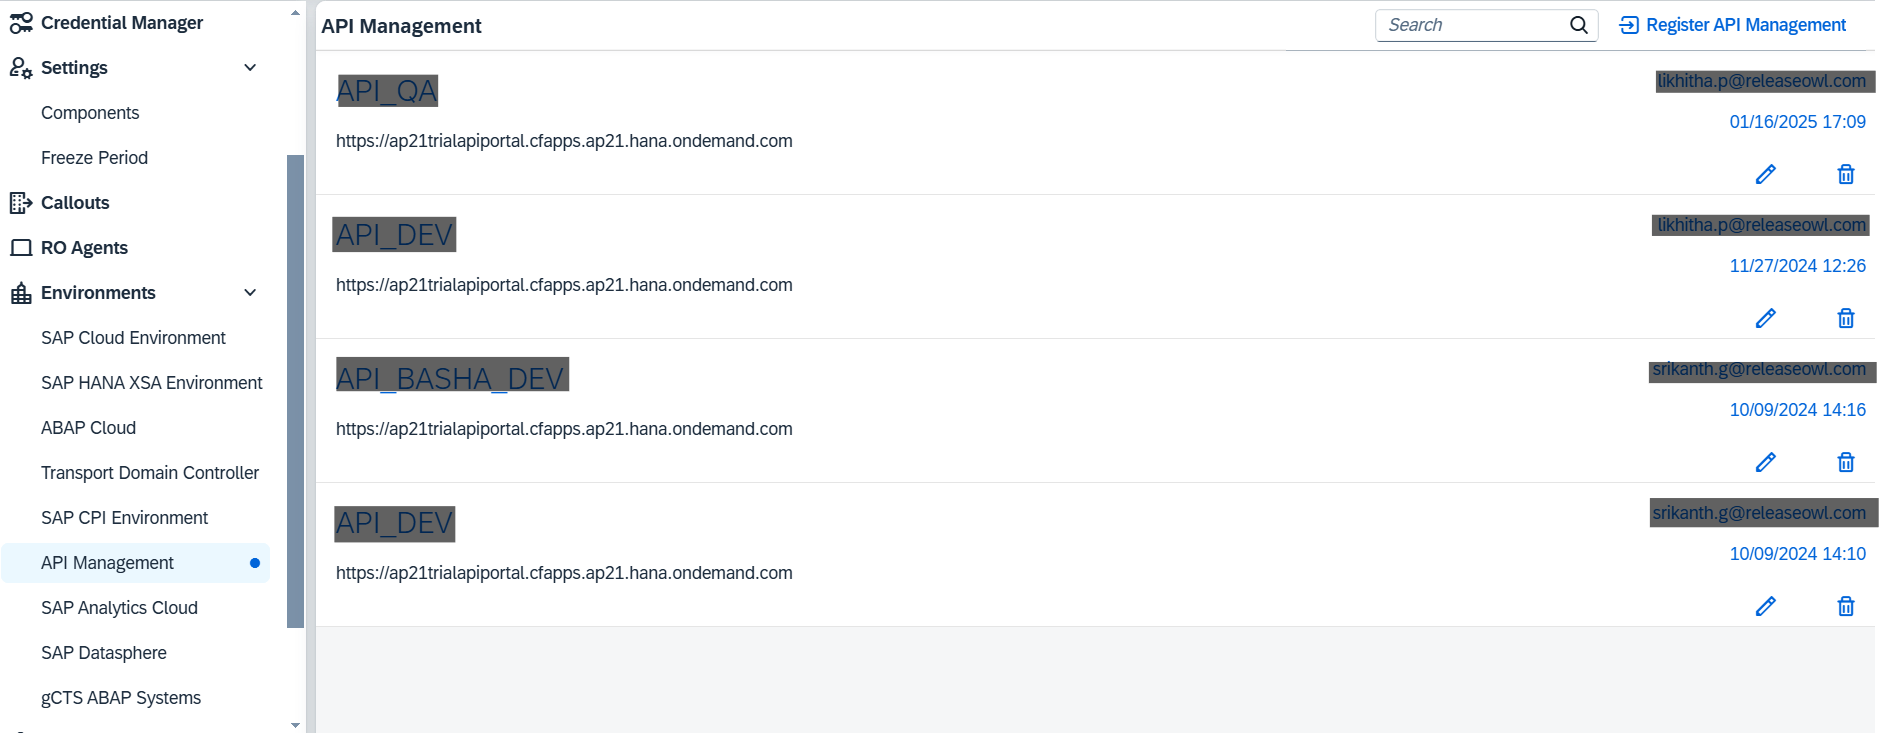 Credential Manager
Settings
Components
Freeze Period
Callouts
RO Agents
Environments
SAP Cloud Environment
SAP HANA XSA Environment
ABAP Cloud
Transport Domain Controller
SAP CPI Environment
API Management
SAP Analytics Cloud
SAP Datasphere
gCTS ABAP Systems
API Management
Search
Register API Management
API_QA
likhitha.p@releaseowl.com
https://ap21trialapiportal.cfapps.ap21.hana.ondemand.com
01/16/2025 17:09
API_DEV
likhitha.p@releaseowl.com
https://ap21trialapiportal.cfapps.ap21.hana.ondemand.com
11/27/2024 12:26
API_BASHA_DEV
srikanth.g@releaseowl.com
https://ap21trialapiportal.cfapps.ap21.hana.ondemand.com
10/09/2024 14:16
API_DEV
srikanth.g@releaseowl.com
https://ap21trialapiportal.cfapps.ap21.hana.ondemand.com
10/09/2024 14:10